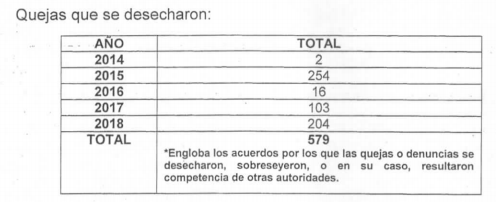 Quejas que se desecharon:
AÑO TOTAL
2014 2
2015 254
2016 16
2017 103
2018 204
TOTAL 579
*Engloba los acuerdos por los que las quejas o denuncias se
desecharon, sobreseyeron, o en su caso, resultaron
competencia de otras autoridades.